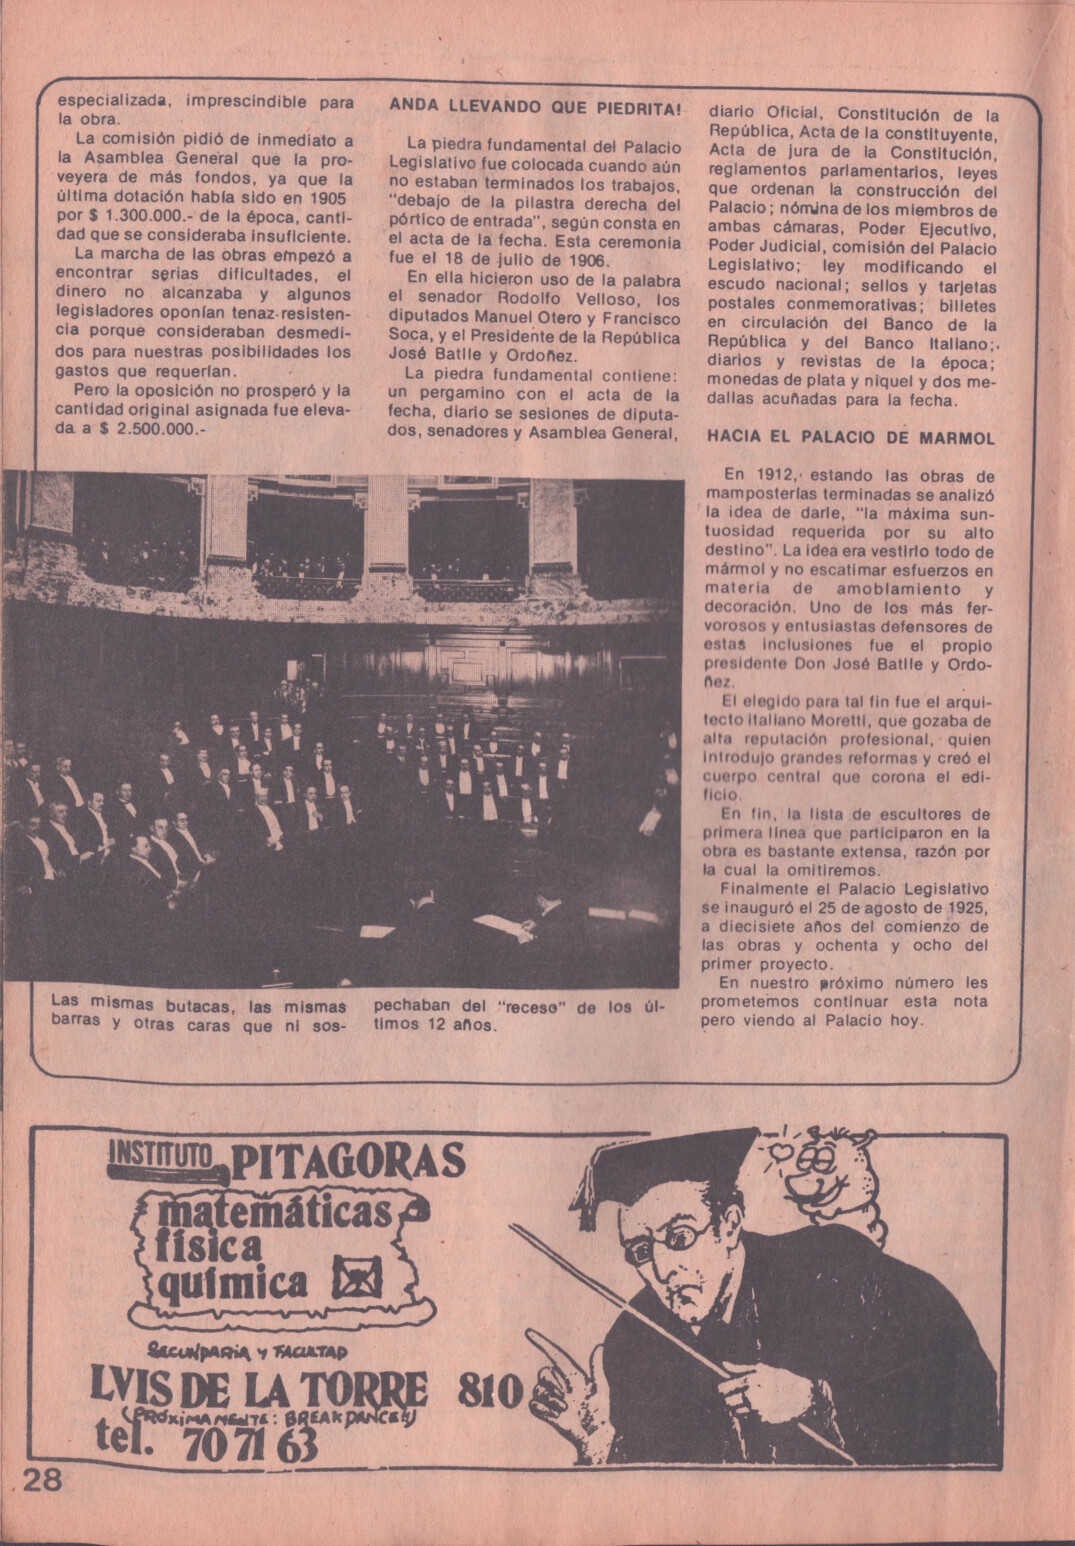 especializada, imprescindible para
la obra.
La comisión pidió de inmediato a
la Asamblea General que la pro-
veyera de más fondos, ya que la
última dotación había sido en 1905
por $ 1.300.000.- de la época, canti-
dad que se consideraba insuficiente.
La marcha de las obras empezó a
encontrar serias dificultades, el
dinero no alcanzaba y algunos
legisladores oponían tenaz resisten-
cia porque consideraban desmedi-
dos para nuestras posibilidades los
gastos que requerían.
Pero la oposición no prosperó y la
cantidad original asignada fue eleva-
da a $ 2.500.000.-
ANDA LLEVANDO QUE PIEDRITA!
La piedra fundamental del Palacio
Legislativo fue colocada cuando aún
no estaban terminados los trabajos,
"debajo de la pilastra derecha del
pórtico de entrada", según consta en
el acta de la fecha. Esta ceremonia
fue el 18 de julio de 1906.
En ella hicieron uso de la palabra
el senador Rodolfo Velloso, los
diputados Manuel Otero y Francisco
Soca, y el Presidente de la República
José Batlle y Ordoñez.
La piedra fundamental contiene:
un pergamino con el acta de la
fecha, diario se sesiones de diputa-
dos, senadores y Asamblea General,
diario Oficial, Constitución de la
República, Acta de la constituyente,
Acta de jura de la Constitución,
reglamentos parlamentarios, leyes
que ordenan la construcción del
Palacio; nómina de los miembros de
ambas cámaras, Poder Ejecutivo,
Poder Judicial, comisión del Palacio
Legislativo; ley modificando el
escudo nacional; sellos y tarjetas
postales conmemorativas; billetes
en circulación del Banco de la
República y del Banco Italiano;
diarios y revistas de la época;
monedas de plata y niquel y dos me-
dallas acuñadas para la fecha.
HACIA EL PALACIO DE MARMOL
En 1912, estando las obras de
mamposterías terminadas se analizó
la idea de darle, "la máxima sun-
tuosidad requerida por su alto
destino". La idea era vestirlo todo de
mármol y no escatimar esfuerzos en
materia de amoblamiento y
decoración. Uno de los más fer-
vorosos y entusiastas defensores de
estas inclusiones fue el propio
presidente Don José Batlle y Ordo-
ñez.
El elegido para tal fin fue el arqui-
tecto italiano Moretti, que gozaba de
alta reputación profesional, quien
introdujo grandes reformas y creó el
cuerpo central que corona el edi-
ficio.
En fin, la lista de escultores de
primera línea que participaron en la
obra es bastante extensa, razón por
la cual la omitiremos.
Finalmente el Palacio Legislativo
se inauguró el 25 de agosto de 1925,
a diecisiete años del comienzo de
las obras y ochenta y ocho del
primer proyecto.
En nuestro próximo número les
prometemos continuar esta nota
pero viendo al Palacio hoy.
Las mismas butacas, las mismas
barras y otras caras que ni sos-
pechaban del "receso" de los úl-
timos 12 años.
INSTITUTO PITAGORAS
matemáticas
física
química
SECUNDARIA Y FACULTAD
LVIS DE LA TORRE 810
(PRÓXIMAMENTE: BREAK DANCE!!)
tel. 70 71 63
28